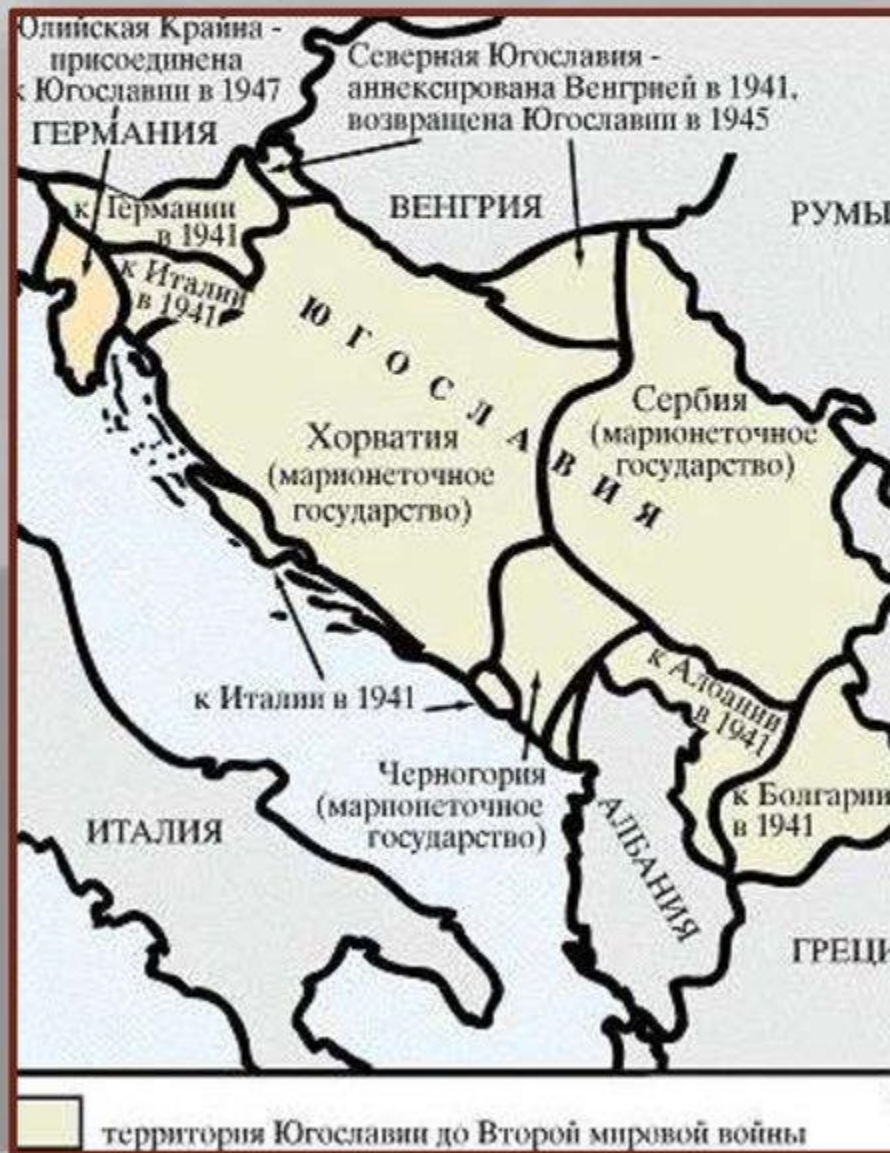 Юлийская Крайна -
присоединена
к Югославии в 1947
Северная Югославия -
аннексирована Венгрией в 1941,
возвращена Югославии в 1945
ГЕРМАНИЯ
ВЕНГРИЯ
РУМЫ
к Германии
в 1941
к Италии
в 1941
ЮГОСЛАВИЯ
Хорватия
(марионеточное
государство)
Сербия
(марионеточное
государство)
к Италии в 1941
к Албании
в 1941
Черногория
(марионеточное
государство)
к Болгарии
в 1941
ИТАЛИЯ
АЛБАНИЯ
ГРЕЦИ
территория Югославии до Второй мировой войны